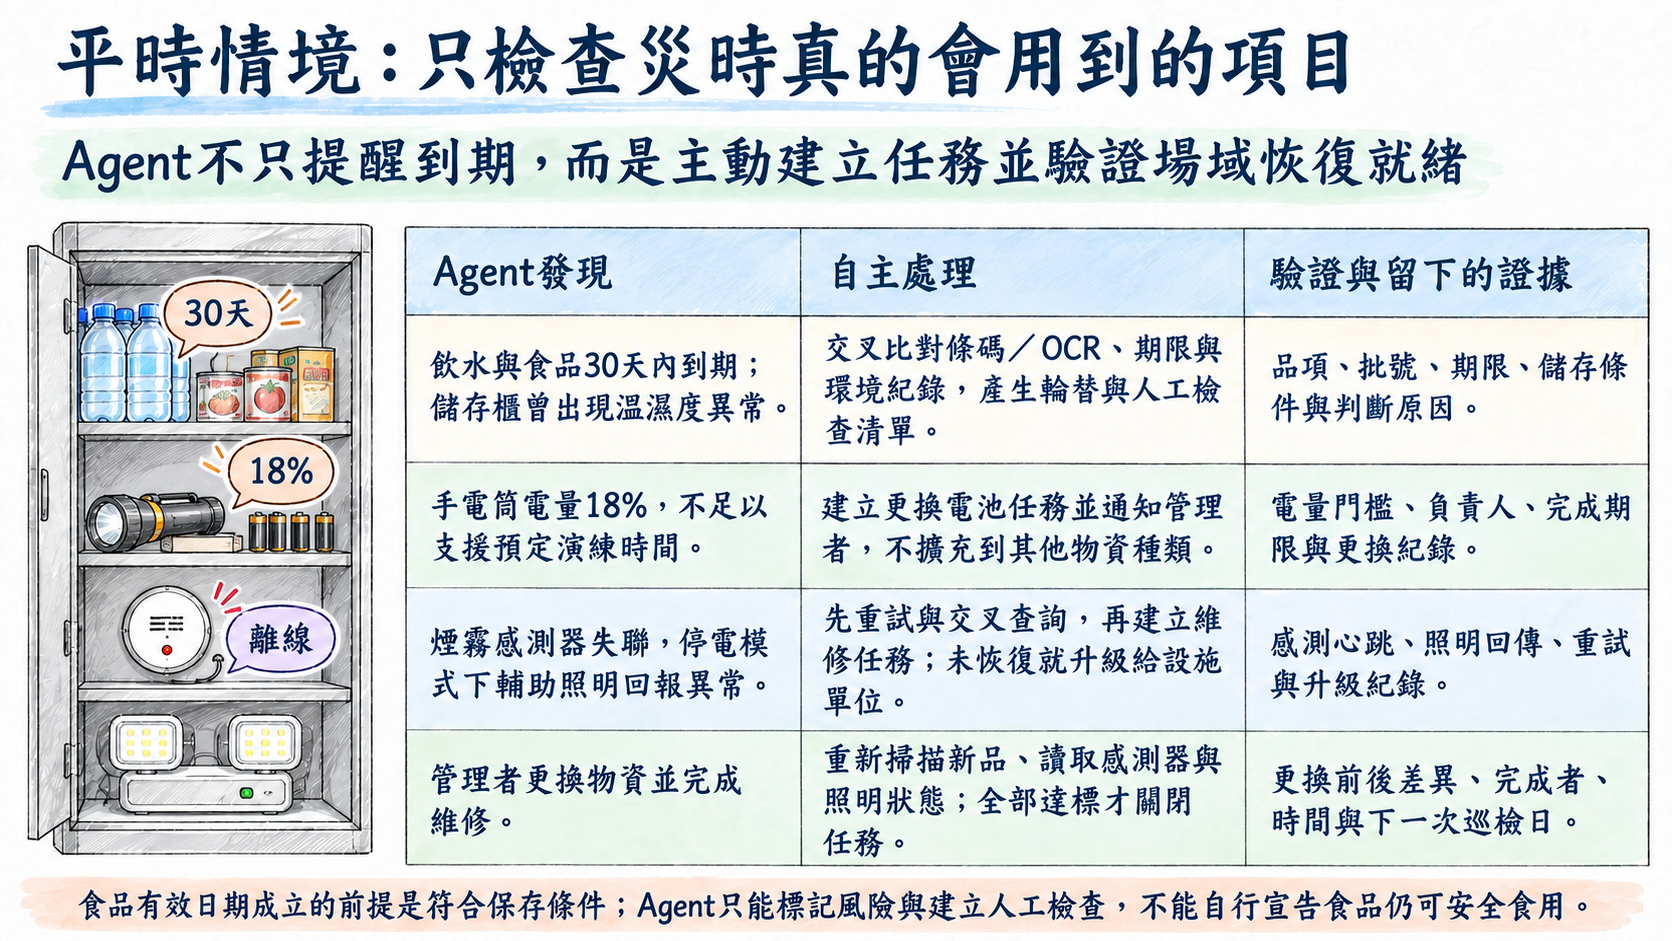 平時情境：只檢查災時真的會用到的項目
Agent不只提醒到期，而是主動建立任務並驗證場域恢復就緒
30天
18%
離線
Agent發現
自主處理
驗證與留下的證據
飲水與食品30天內到期；
儲存櫃曾出現溫濕度異常。
交叉比對條碼／OCR、期限與
環境紀錄，產生輪替與人工檢
查清單。
品項、批號、期限、儲存條
件與判斷原因。
手電筒電量18%，不足以
支援預定演練時間。
建立更換電池任務並通知管理
者，不擴充到其他物資種類。
電量門檻、負責人、完成期
限與更換紀錄。
煙霧感測器失聯，停電模
式下輔助照明回報異常。
先重試與交叉查詢，再建立維
修任務；未恢復就升級給設施
單位。
感測心跳、照明回傳、重試
與升級紀錄。
管理者更換物資並完成
維修。
重新掃描新品、讀取感測器與
照明狀態；全部達標才關閉
任務。
更換前後差異、完成者、
時間與下一次巡檢日。
食品有效日期成立的前提是符合保存條件；Agent只能標記風險與建立人工檢查，不能自行宣告食品仍可安全食用。